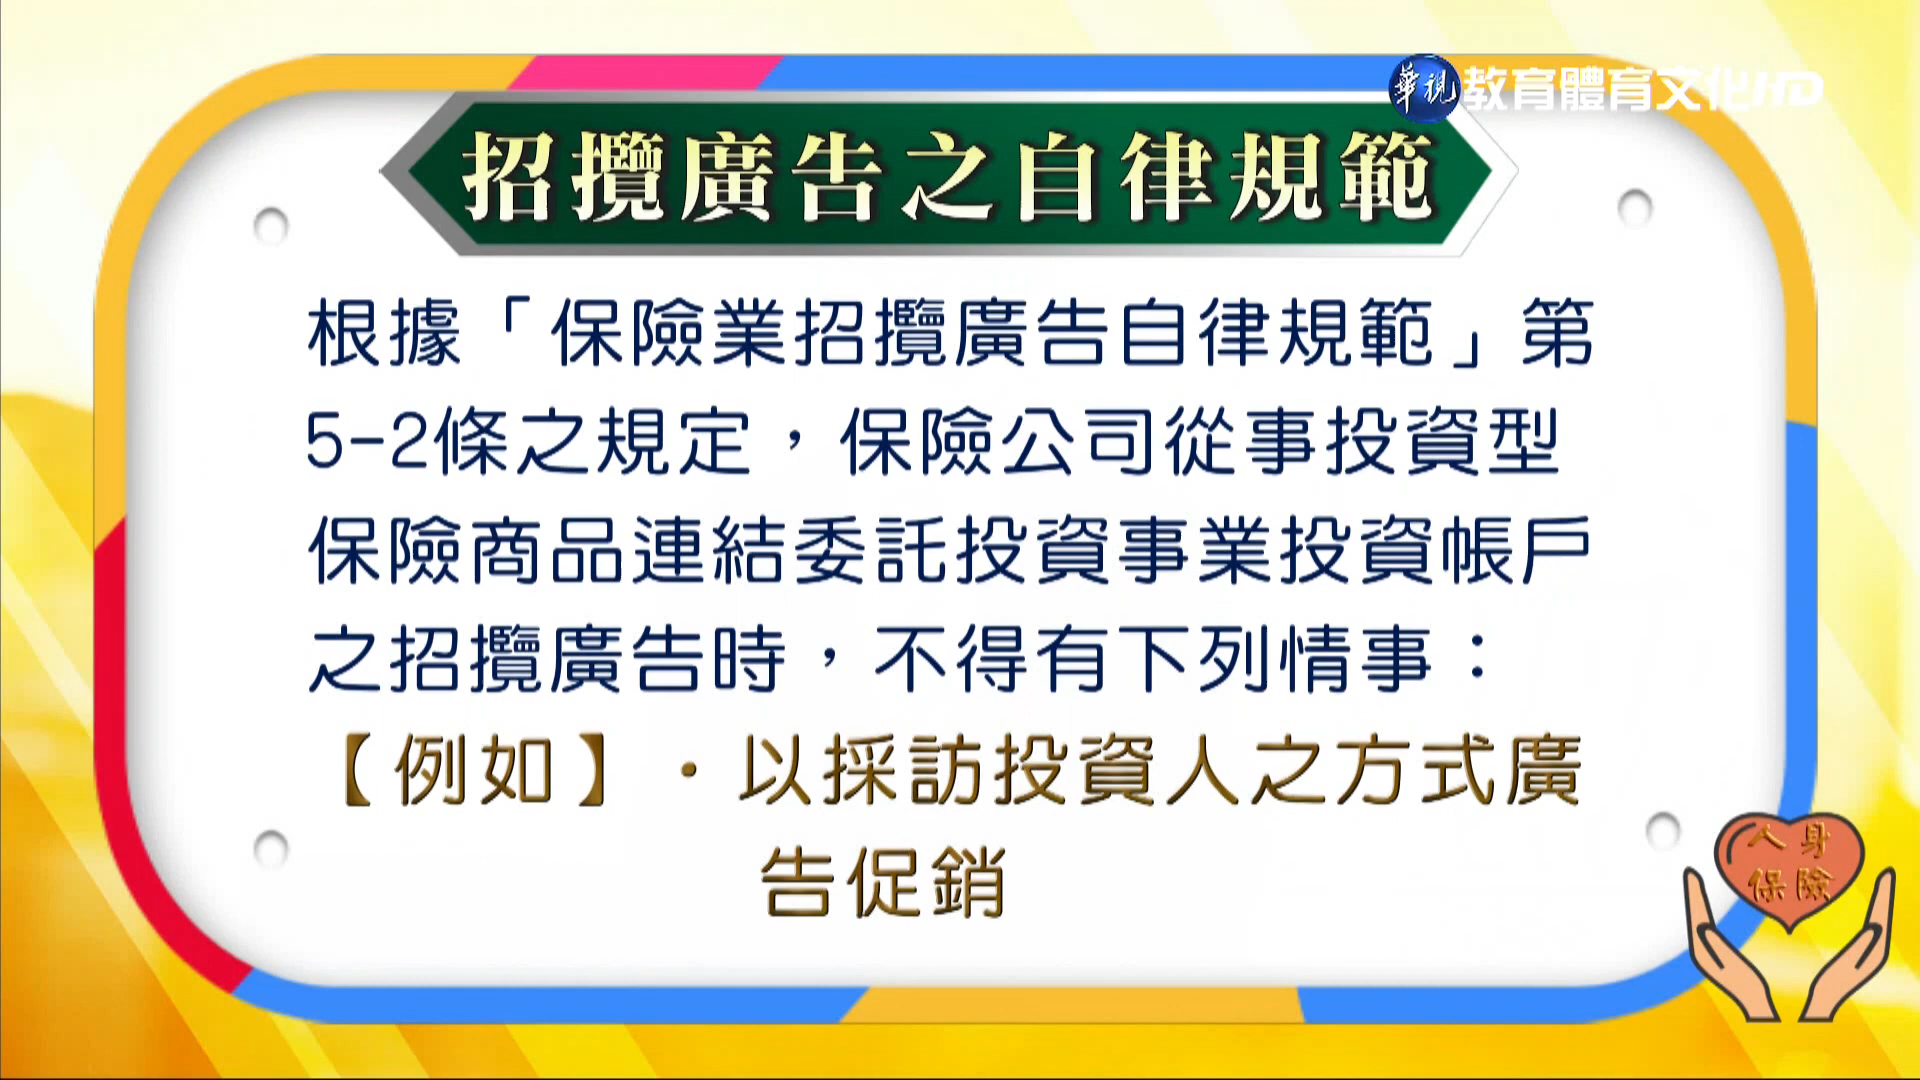 華視 教育體育文化HD
招攬廣告之自律規範
根據「保險業招攬廣告自律規範」第
5-2條之規定，保險公司從事投資型
保險商品連結委託投資事業投資帳戶
之招攬廣告時，不得有下列情事：
【例如】·以採訪投資人之方式廣
告促銷
人身
保險